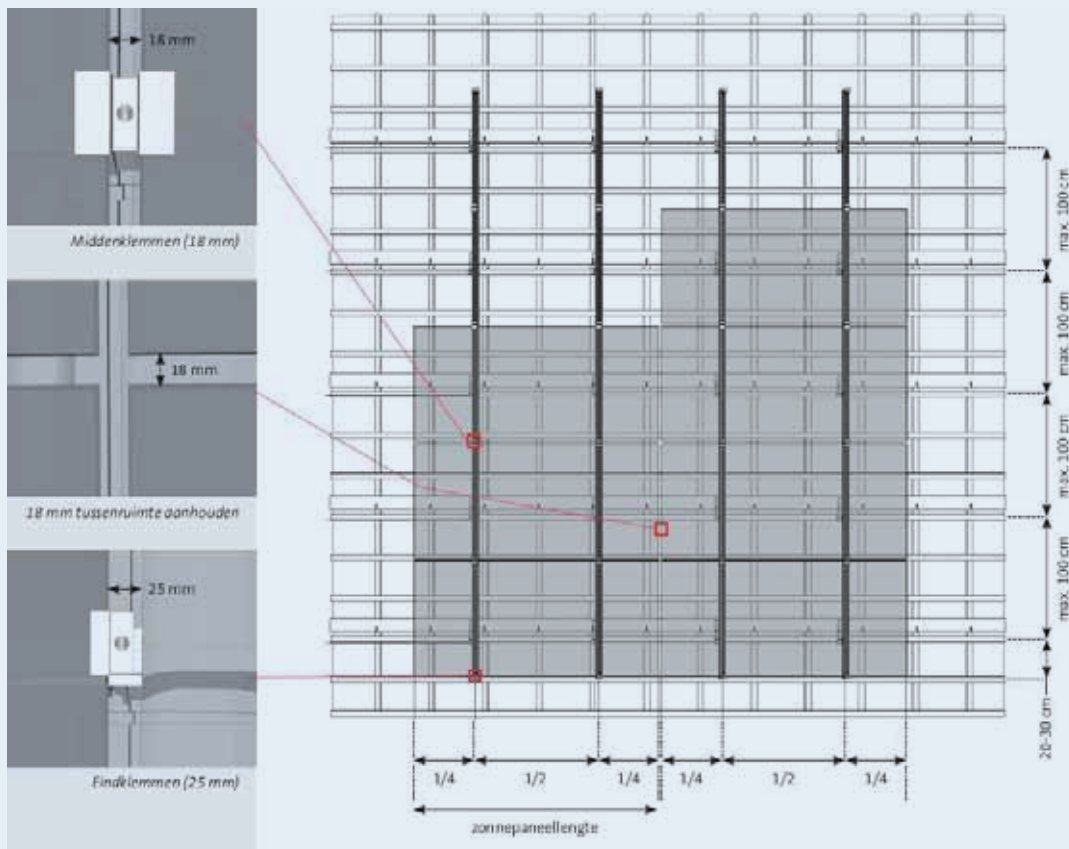 18 mm
Middenklemmen (18 mm)
18 mm
18 mm tussenruimte aanhouden
25 mm
Eindklemmen (25 mm)
max. 100 cm
max. 100 cm
max. 100 cm
max. 100 cm
20-30 cm
1/4
1/2
1/4
1/4
1/2
1/4
zonnepaneellengte